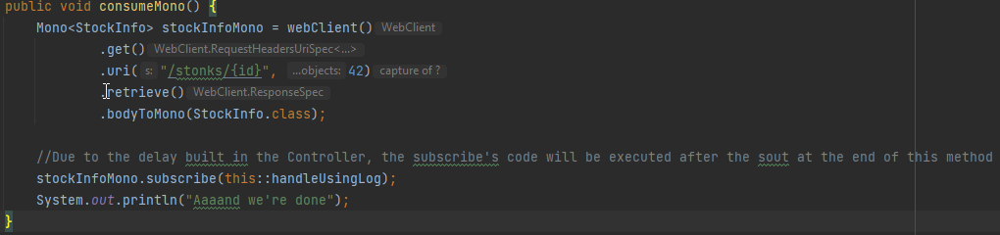 public void consumeMono() {
Mono<StockInfo> stockInfoMono = webClient() WebClient
.get() WebClient.RequestHeadersUriSpec<...>
.uri( s: "/stonks/{id}", ...objects: 42) capture of ?
.retrieve() WebClient.ResponseSpec
.bodyToMono(StockInfo.class);
//Due to the delay built in the Controller, the subscribe's code will be executed after the sout at the end of this method
stockInfoMono.subscribe(this::handleUsingLog);
System.out.println("Aaaand we're done");
}